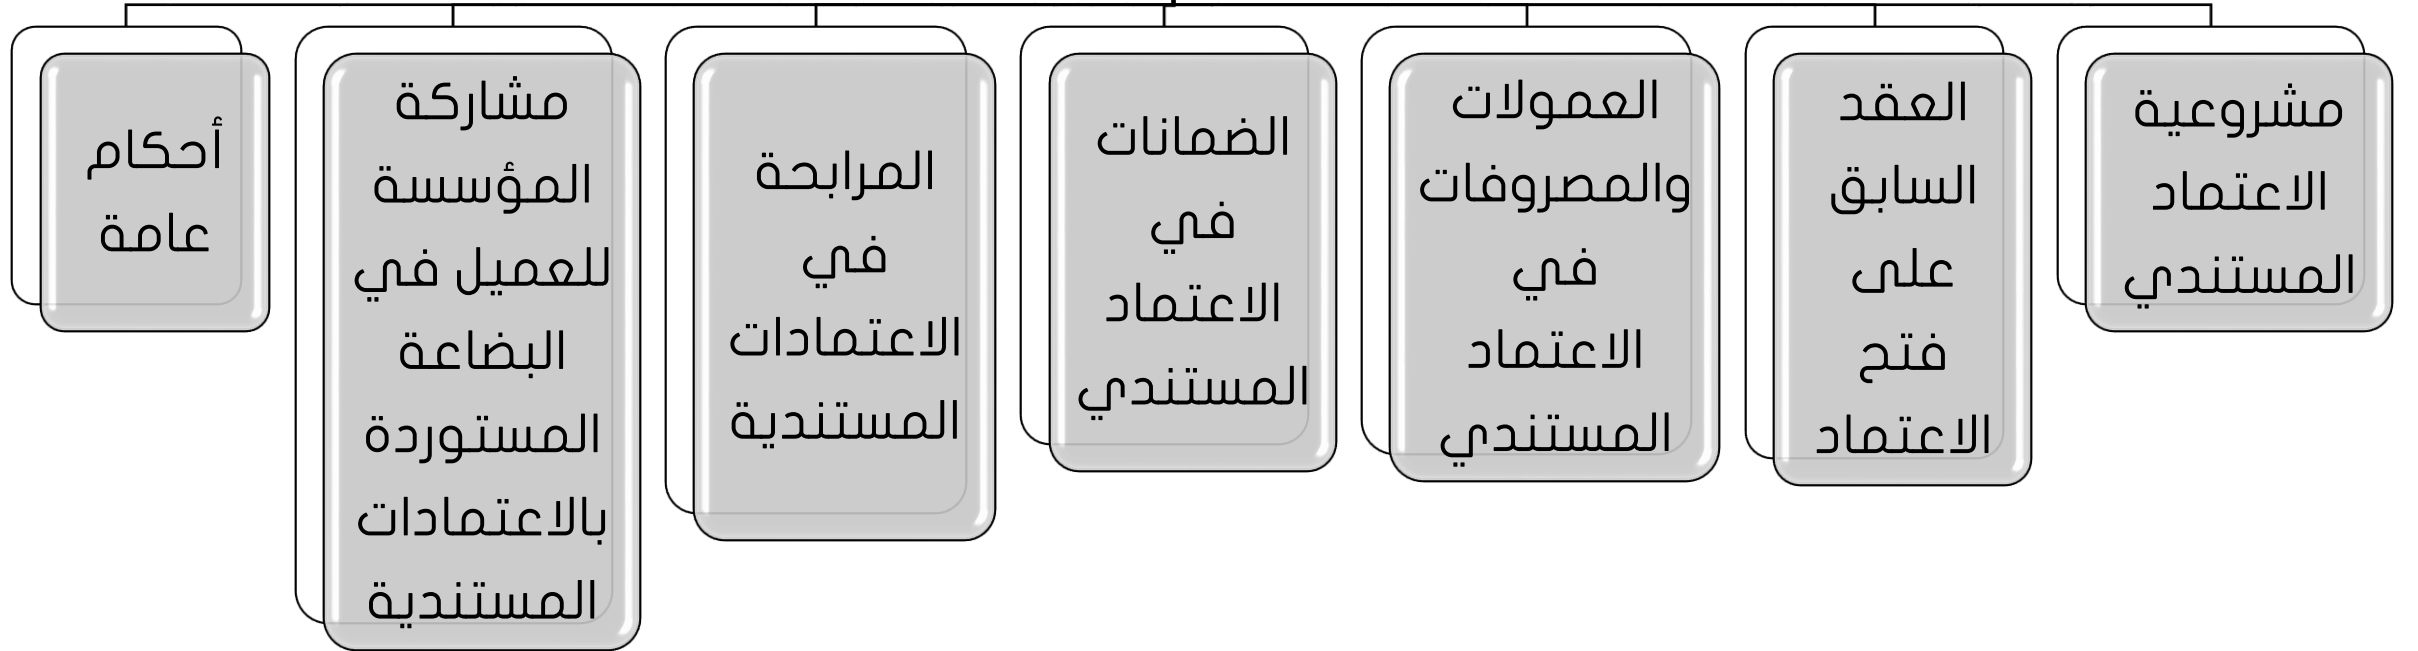 مشروعية
الاعتماد
المستندي
العقد
السابق
على
فتح
الاعتماد
العمولات
والمصروفات
في
الاعتماد
المستندي
الضمانات
في
الاعتماد
المستندي
المرابحة
في
الاعتمادات
المستندية
مشاركة
المؤسسة
للعميل في
البضاعة
المستوردة
بالاعتمادات
المستندية
أحكام
عامة